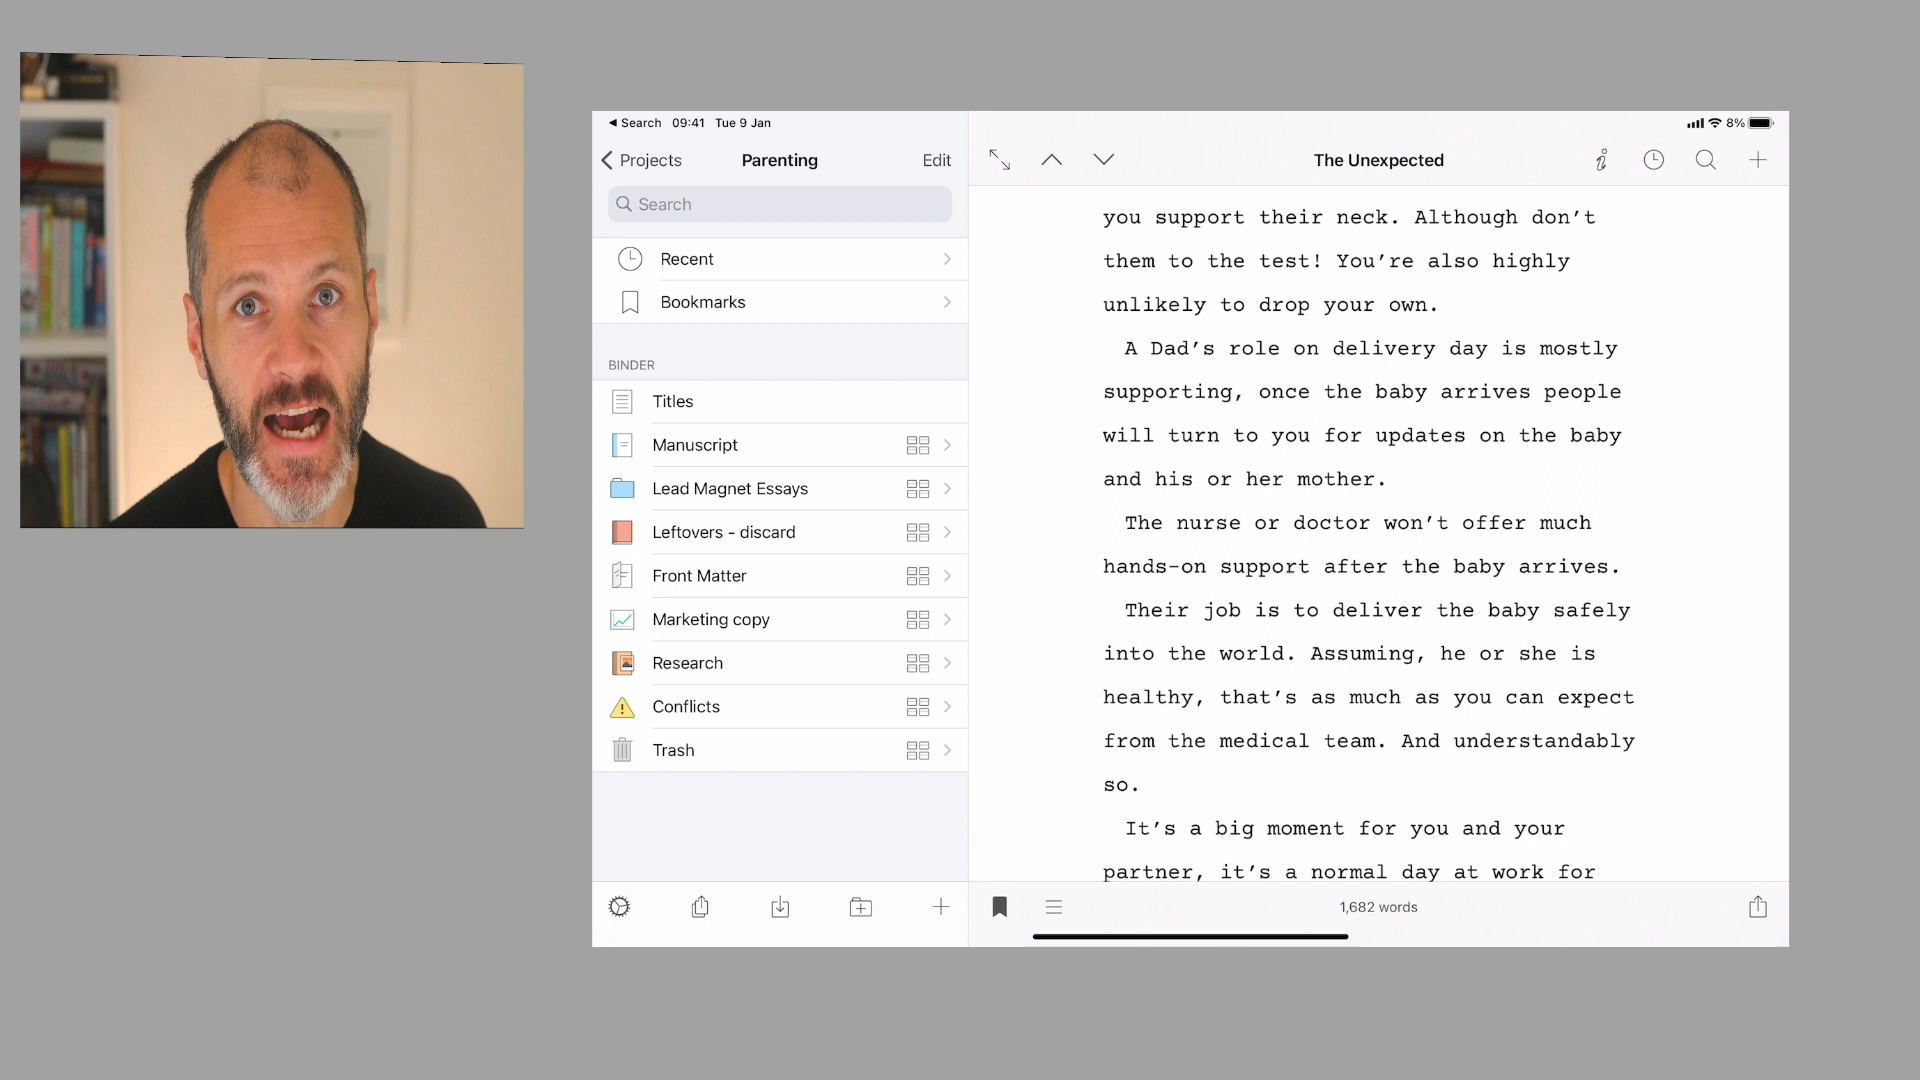 Search 09:41 Tue 9 Jan
8%
Projects Parenting Edit
The Unexpected
Search
Recent
Bookmarks
BINDER
Titles
Manuscript
Lead Magnet Essays
Leftovers - discard
Front Matter
Marketing copy
Research
Conflicts
Trash
you support their neck. Although don’t
them to the test! You’re also highly
unlikely to drop your own.
A Dad’s role on delivery day is mostly
supporting, once the baby arrives people
will turn to you for updates on the baby
and his or her mother.
The nurse or doctor won’t offer much
hands-on support after the baby arrives.
Their job is to deliver the baby safely
into the world. Assuming, he or she is
healthy, that’s as much as you can expect
from the medical team. And understandably
so.
It’s a big moment for you and your
partner, it’s a normal day at work for
1,682 words